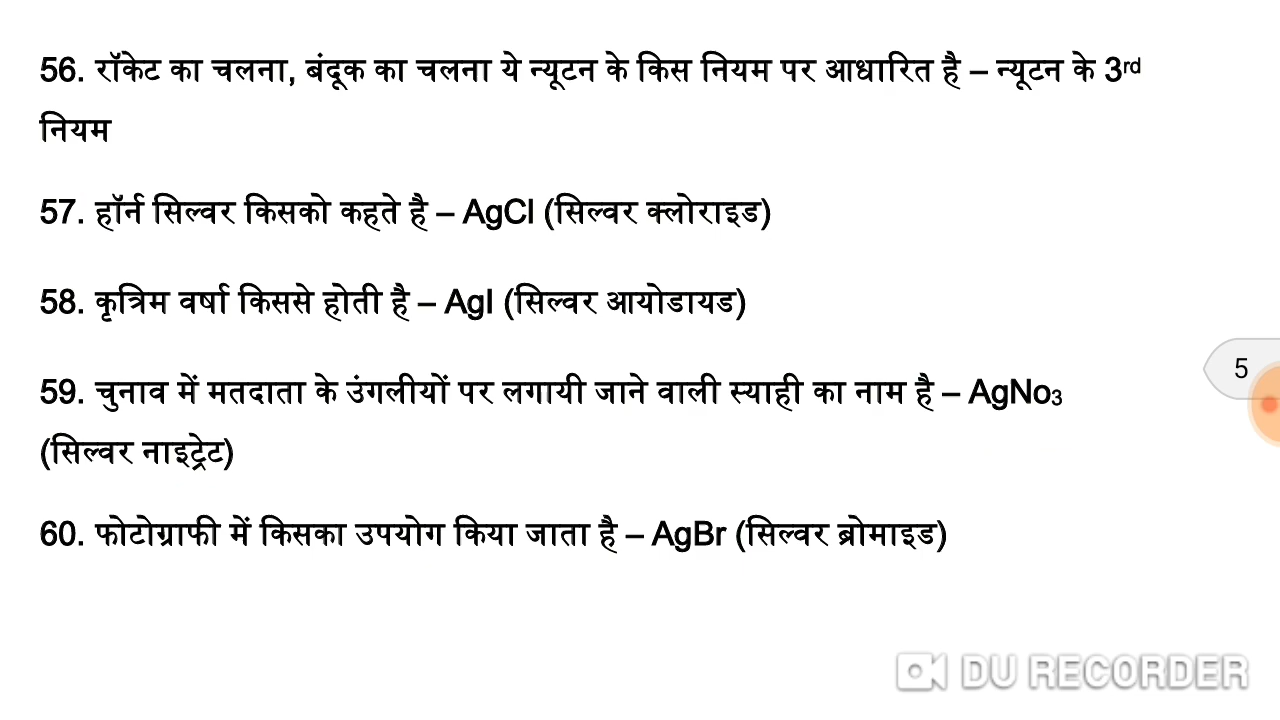 56. रॉकेट का चलना, बंदूक का चलना ये न्यूटन के किस नियम पर आधारित है – न्यूटन के 3rd
नियम
57. हॉर्न सिल्वर किसको कहते है – AgCl (सिल्वर क्लोराइड)
58. कृत्रिम वर्षा किससे होती है – AgI (सिल्वर आयोडायड)
59. चुनाव में मतदाता के उंगलीयों पर लगायी जाने वाली स्याही का नाम है – AgNo3
(सिल्वर नाइट्रेट)
60. फोटोग्राफी में किसका उपयोग किया जाता है – AgBr (सिल्वर ब्रोमाइड)
5
DU RECORDER